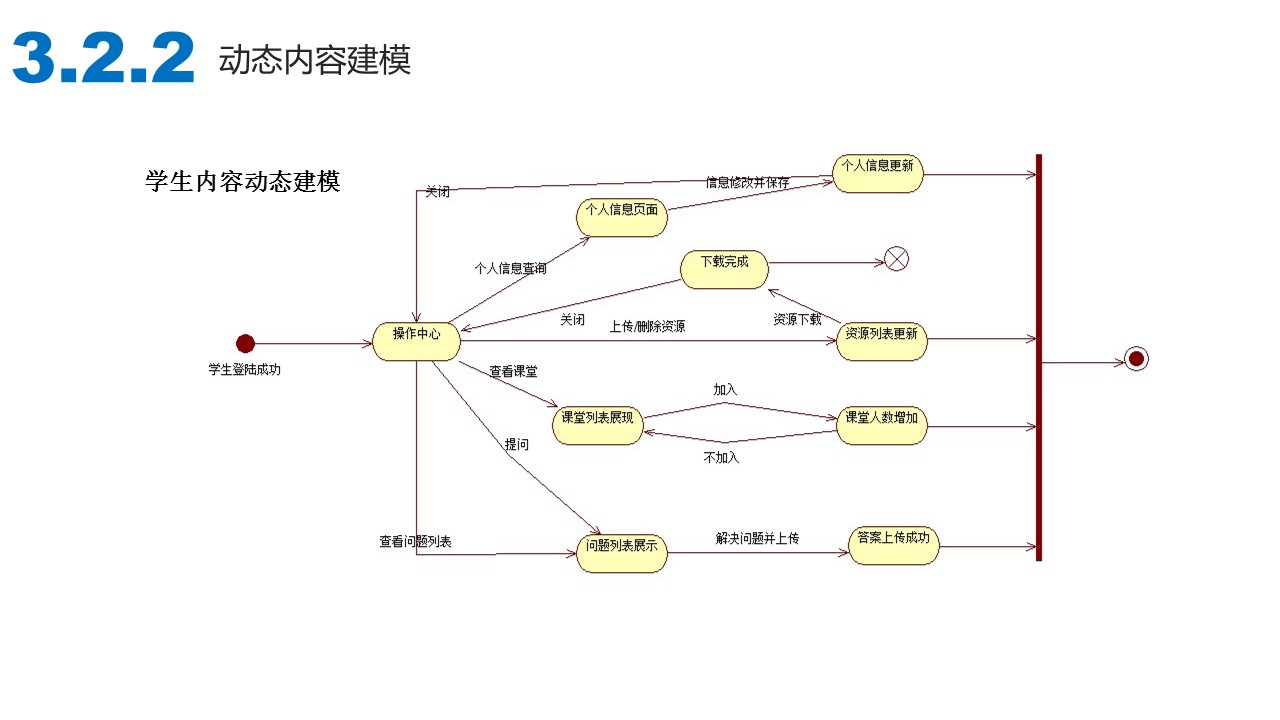 3.2.2 动态内容建模
学生内容动态建模
个人信息更新
关闭
信息修改并保存
个人信息页面
下载完成
个人信息查询
关闭
上传/删除资源
资源下载
操作中心
资源列表更新
学生登陆成功
查看课堂
加入
课堂列表展现
课堂人数增加
提问
不加入
查看问题列表
问题列表展示
解决问题并上传
答案上传成功